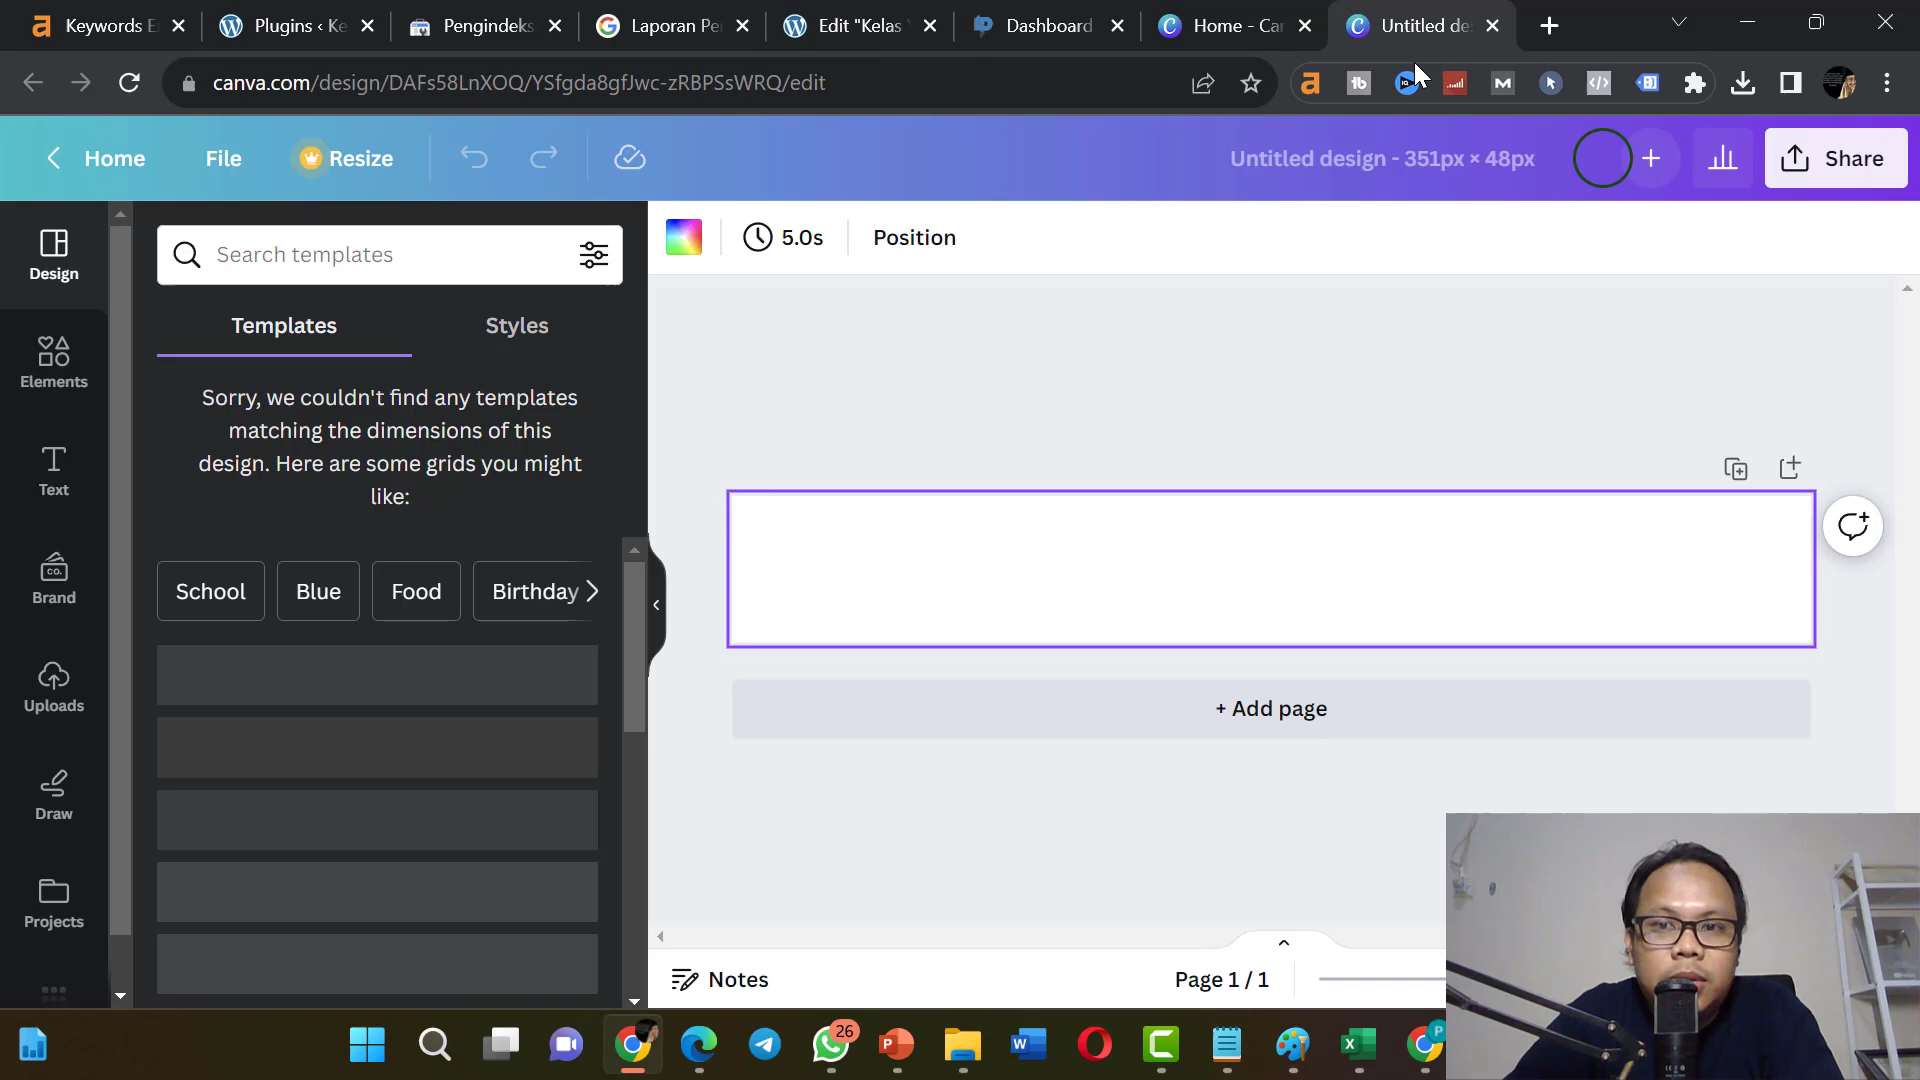 Keywords E
Plugins ‹ Ke
Pengindeks
Laporan Pe
Edit "Kelas
Dashboard
Home - Ca
Untitled de
canva.com/design/DAFs58LnXOQ/YSfgda8gfJwc-zRBPSsWRQ/edit
Home
File
Resize
Untitled design - 351px × 48px
Share
Design
Elements
Text
Brand
Uploads
Draw
Projects
Search templates
Templates
Styles
Sorry, we couldn't find any templates
matching the dimensions of this
design. Here are some grids you might
like:
School
Blue
Food
Birthday
5.0s
Position
+ Add page
Notes
Page 1 / 1
26